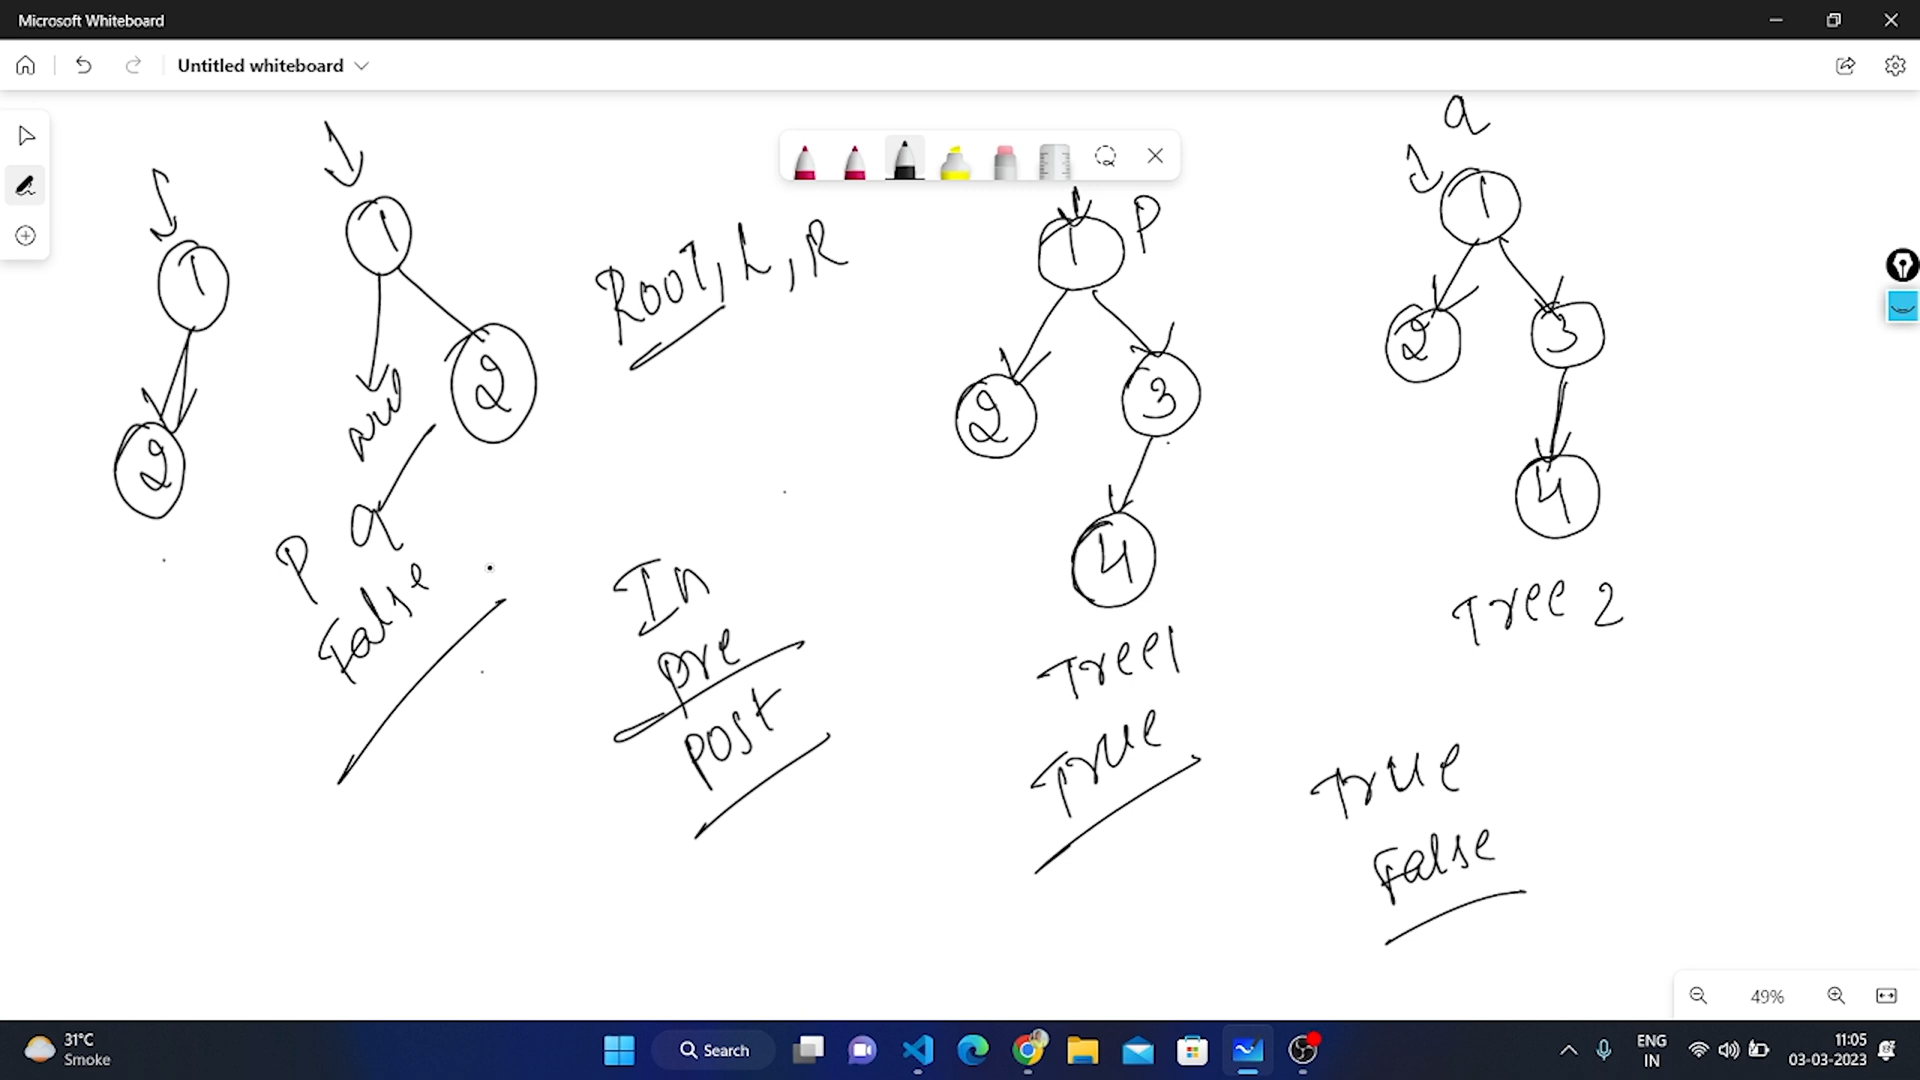 Microsoft Whiteboard
Untitled whiteboard
a
1
1
1
P
1
Root, L, R
2
3
2
2
3
null
2
4
P a
4
False
In
Tree 2
pre
Tree1
post
True
True
False
49%
31°C
Smoke
Search
ENG
IN
11:05
03-03-2023